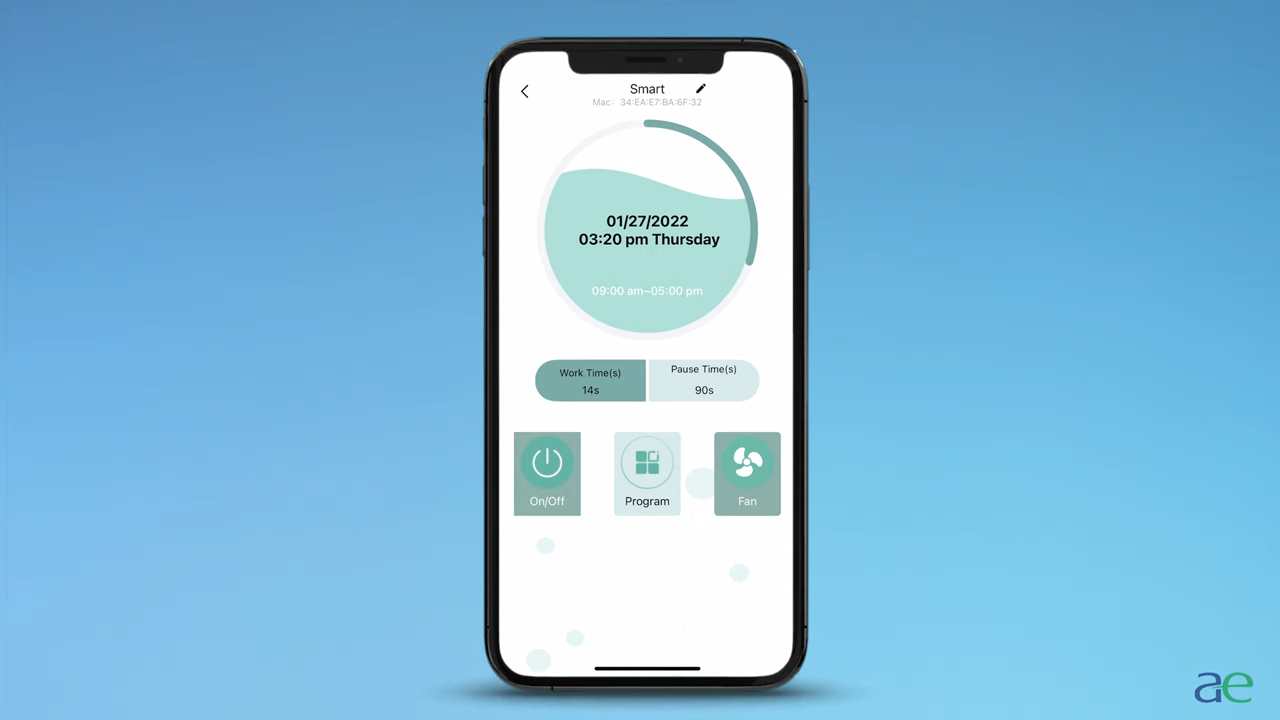 Smart
Mac: 34:EA:E7:BA:6F:32
01/27/2022
03:20 pm Thursday
09:00 am~05:00 pm
Work Time(s)
14s
Pause Time(s)
90s
On/Off
Program
Fan
ae